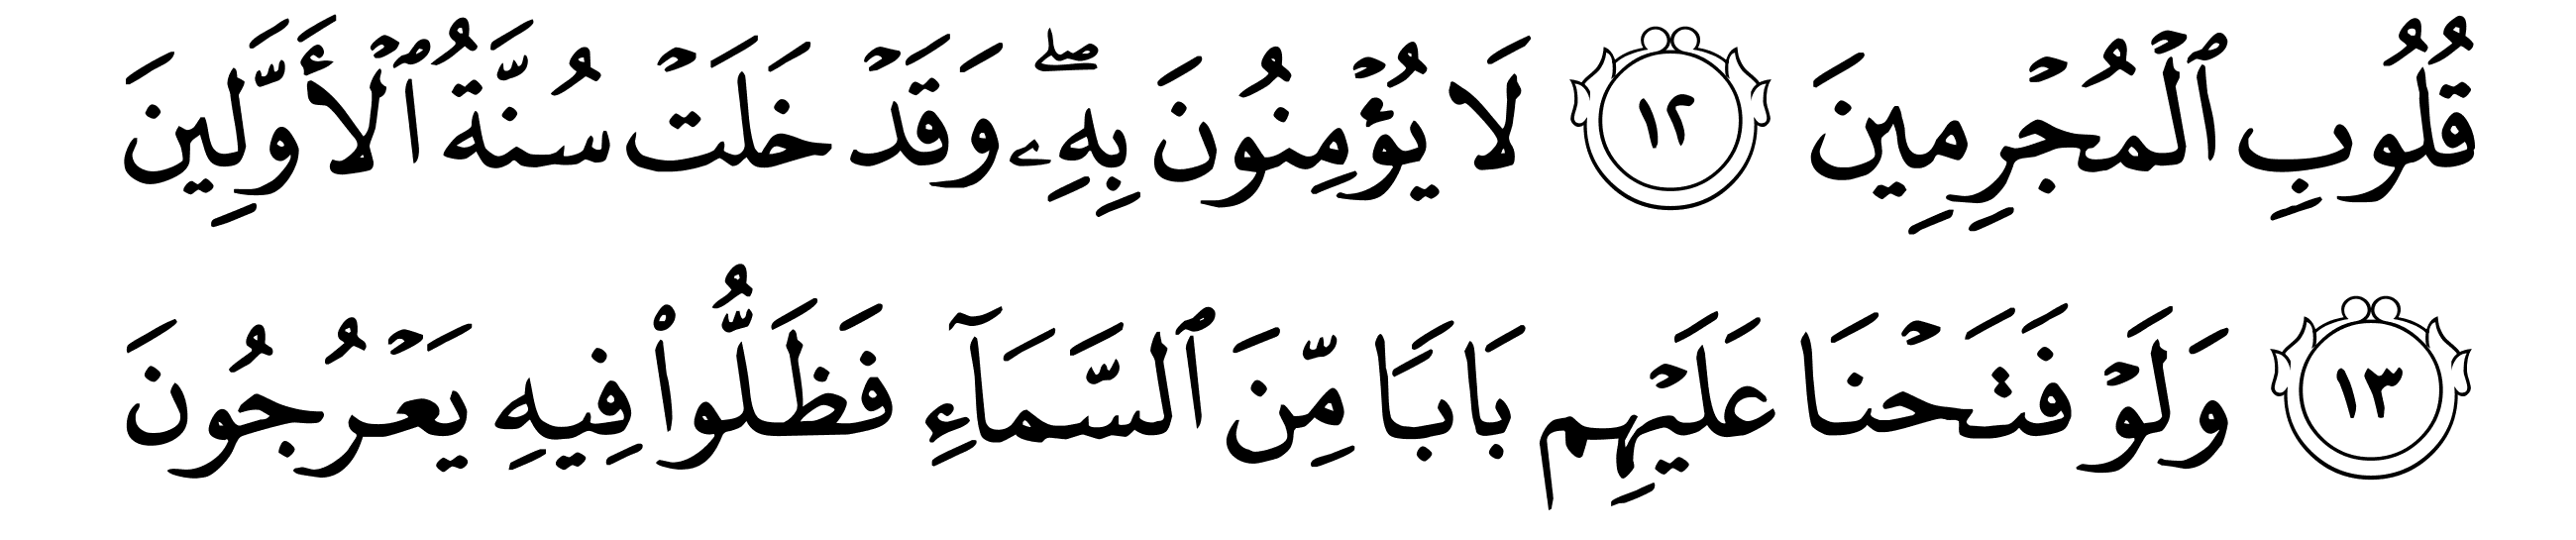 قُلُوبِ ٱلْمُجْرِمِينَ ١٢ لَا يُؤْمِنُونَ بِهِۦ ۖ وَقَدْ خَلَتْ سُنَّةُ ٱلْأَوَّلِينَ
١٣ وَلَوْ فَتَحْنَا عَلَيْهِم بَابًا مِّنَ ٱلسَّمَآءِ فَظَلُّوا۟ فِيهِ يَعْرُجُونَ